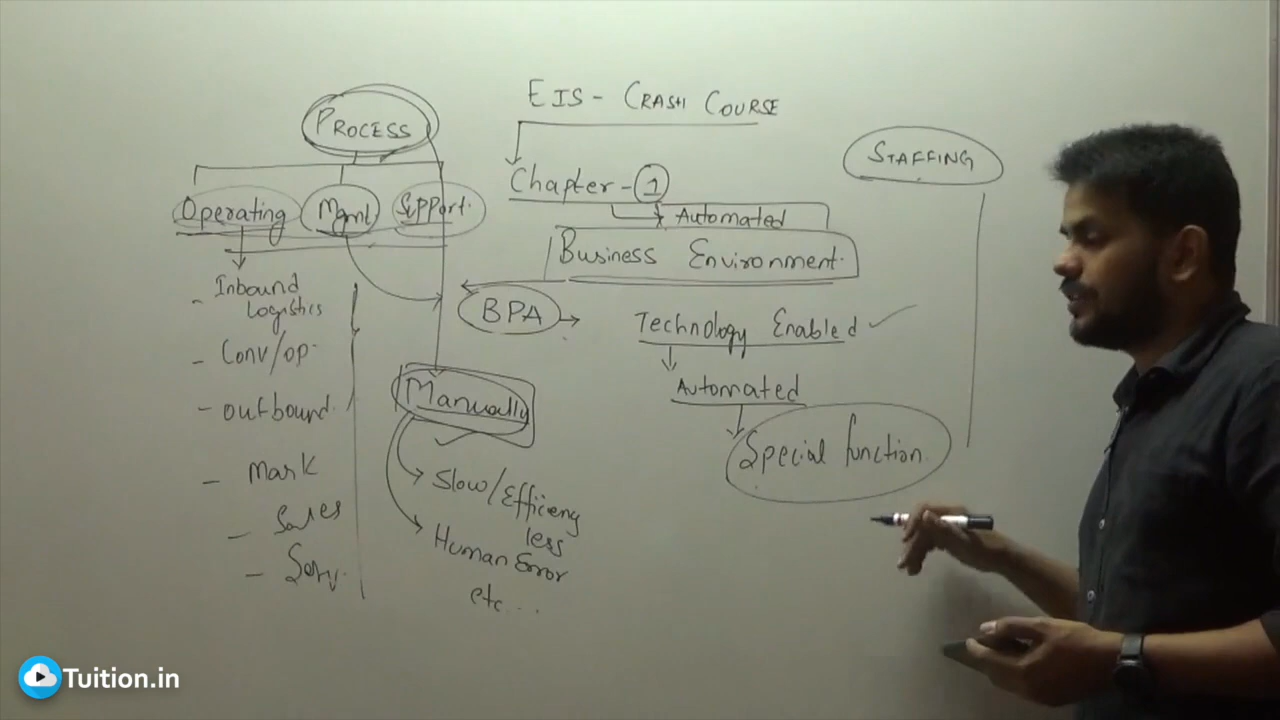 EIS - CRASH COURSE
PROCESS
STAFFING
Chapter - 1
Operating Mgmt Support.
Automated
Business Environment.
Inbound
Logistics
BPA
Technology Enabled
- Conv/op.
Automated
- outbound.
Manually
Special function.
- Mark
Slow/Efficieng
less
- Sales
Human Error
- Serv.
etc...
Tuition.in